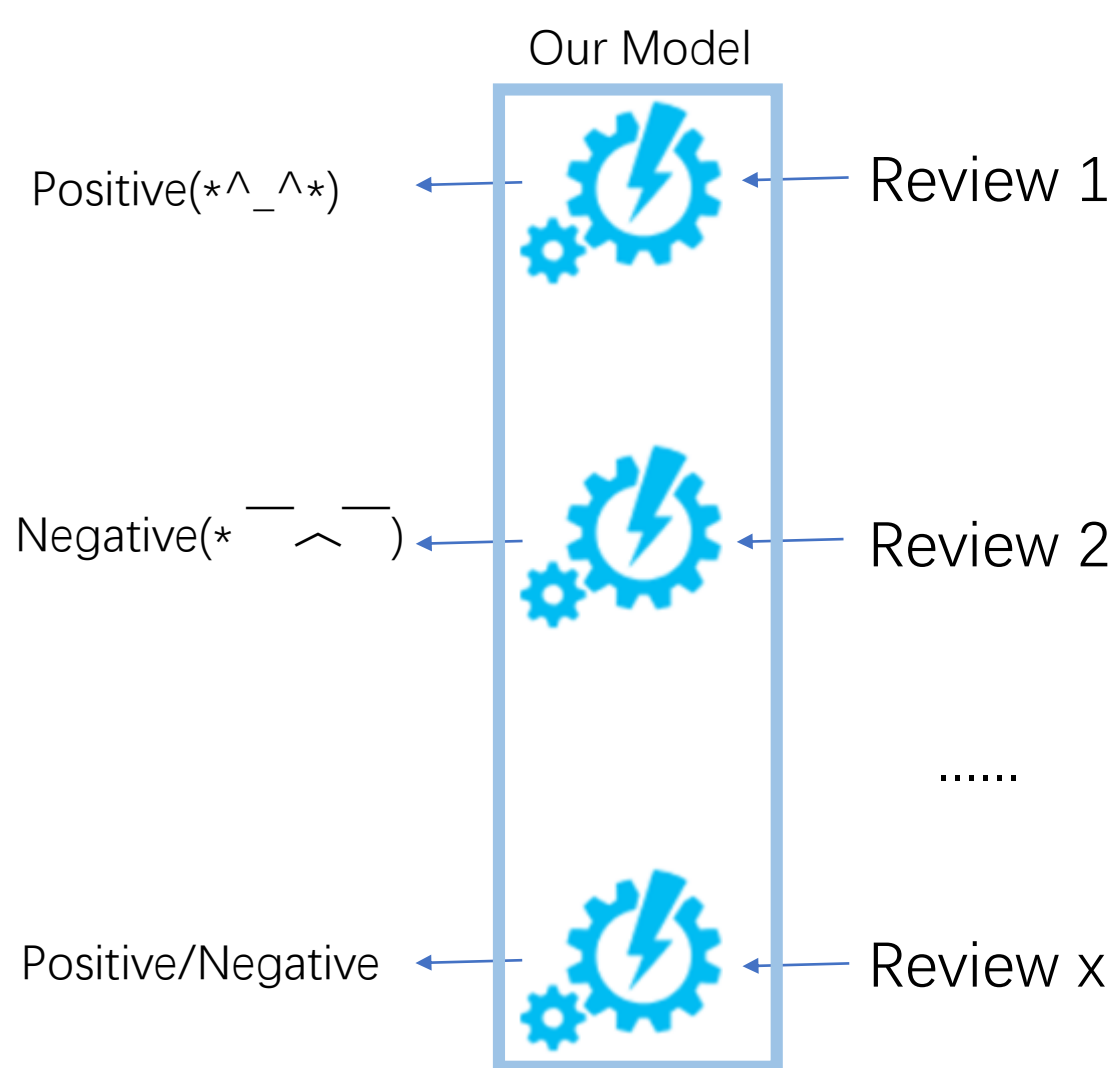 Our Model
Positive(*^_^*)
Review 1
Negative(* ￣︿￣)
Review 2
......
Positive/Negative
Review x